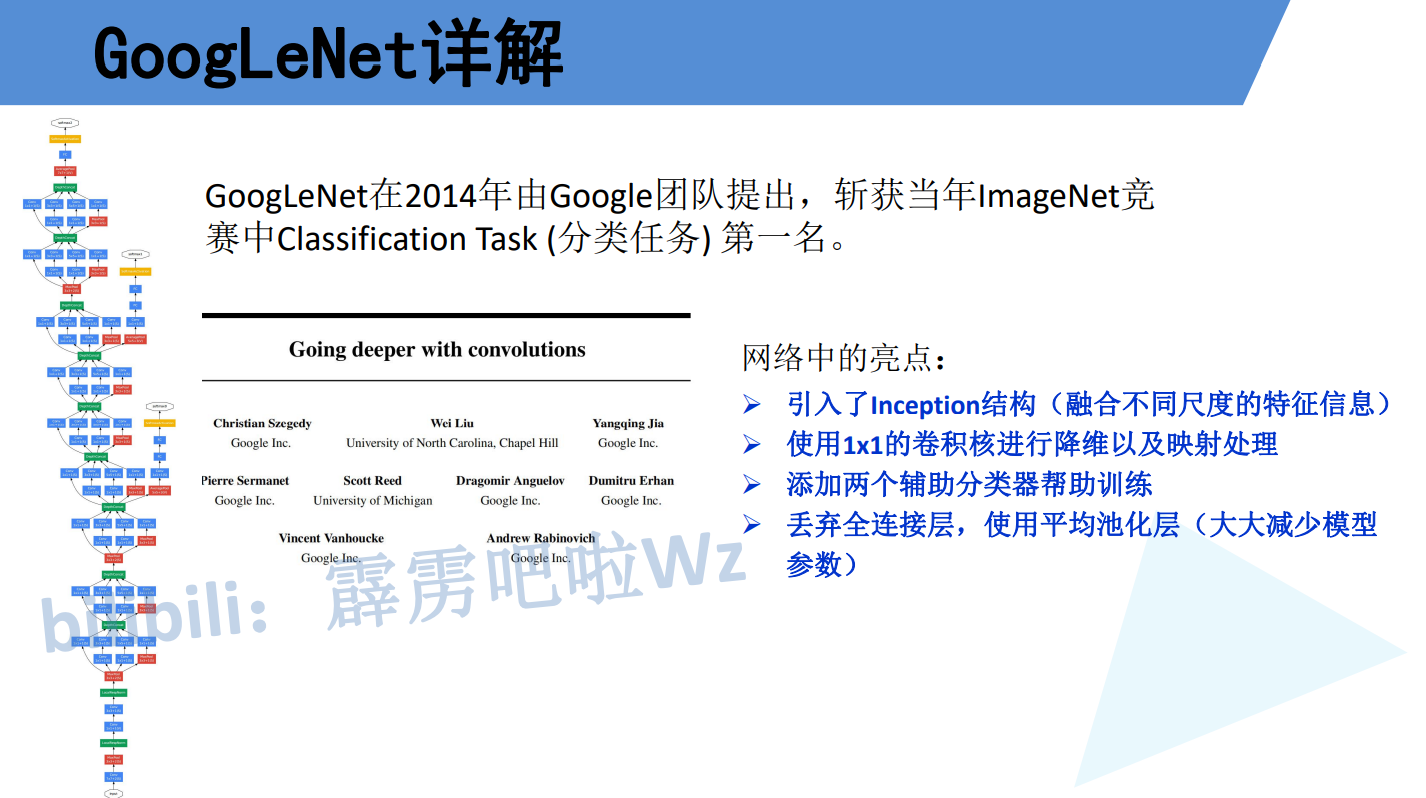 GoogLeNet详解
GoogLeNet在2014年由Google团队提出，斩获当年ImageNet竞
赛中Classification Task (分类任务) 第一名。
Going deeper with convolutions
Christian Szegedy
Google Inc.
Wei Liu
University of North Carolina, Chapel Hill
Yangqing Jia
Google Inc.
Pierre Sermanet
Google Inc.
Scott Reed
University of Michigan
Dragomir Anguelov
Google Inc.
Dumitru Erhan
Google Inc.
Vincent Vanhoucke
Google Inc.
Andrew Rabinovich
Google Inc.
网络中的亮点：
➢ 引入了Inception结构（融合不同尺度的特征信息）
➢ 使用1x1的卷积核进行降维以及映射处理
➢ 添加两个辅助分类器帮助训练
➢ 丢弃全连接层，使用平均池化层（大大减少模型
参数）
bilibili：霹雳吧啦Wz